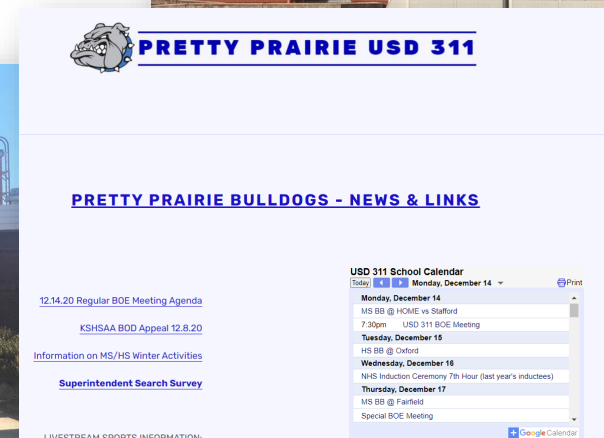 PRETTY PRAIRIE USD 311
PRETTY PRAIRIE BULLDOGS - NEWS & LINKS
12.14.20 Regular BOE Meeting Agenda
KSHSAA BOD Appeal 12.8.20
Information on MS/HS Winter Activities
Superintendent Search Survey
LIVESTREAM SPORTS INFORMATION:
USD 311 School Calendar
Today Monday, December 14 Print
Monday, December 14
MS BB @ HOME vs Stafford
7:30pm USD 311 BOE Meeting
Tuesday, December 15
HS BB @ Oxford
Wednesday, December 16
NHS Induction Ceremony 7th Hour (last year's inductees)
Thursday, December 17
MS BB @ Fairfield
Special BOE Meeting
+ Google Calendar